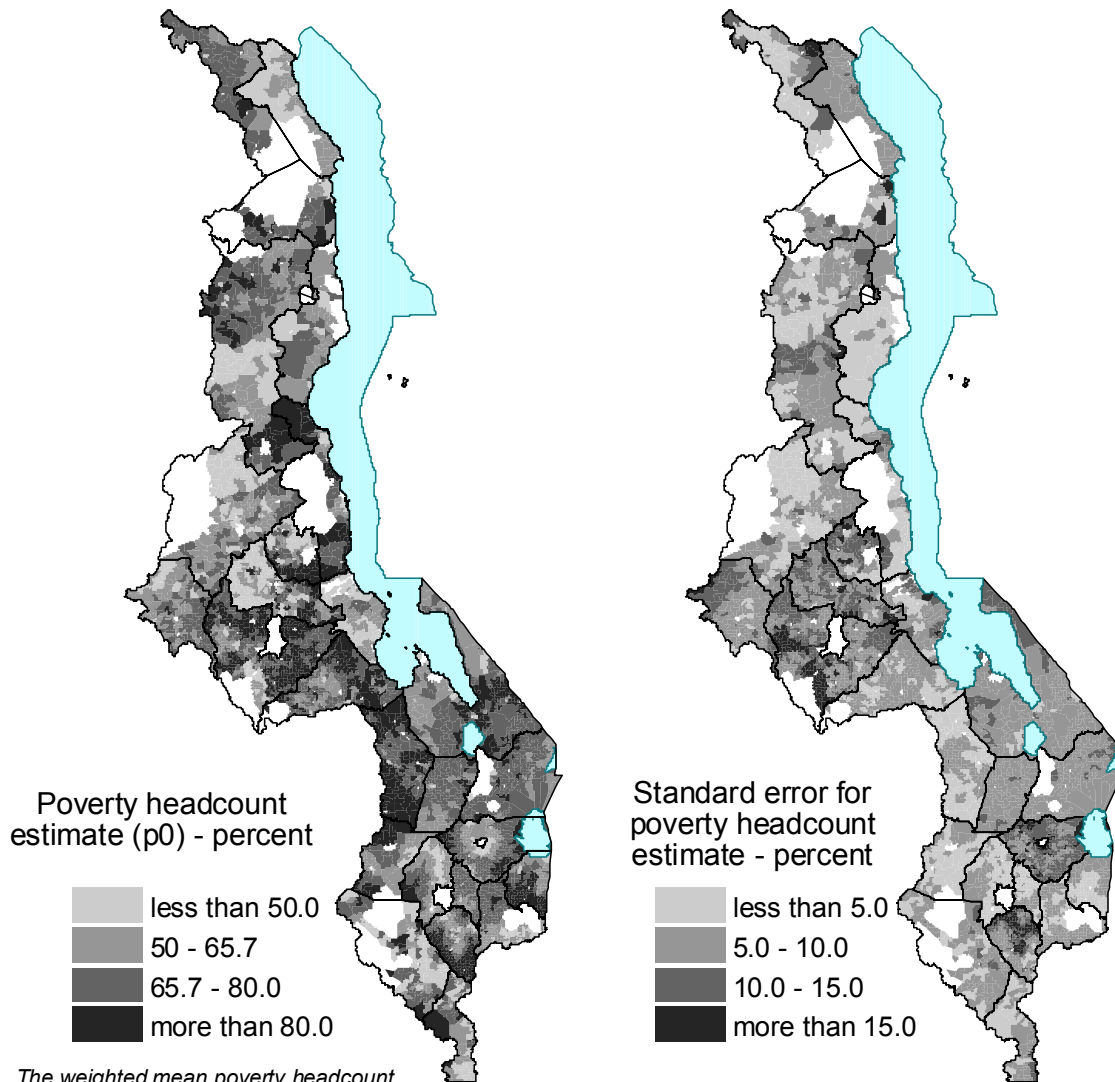 Poverty headcount
estimate (p0) - percent
less than 50.0
50 - 65.7
65.7 - 80.0
more than 80.0
The weighted mean poverty headcount
Standard error for
poverty headcount
estimate - percent
less than 5.0
5.0 - 10.0
10.0 - 15.0
more than 15.0